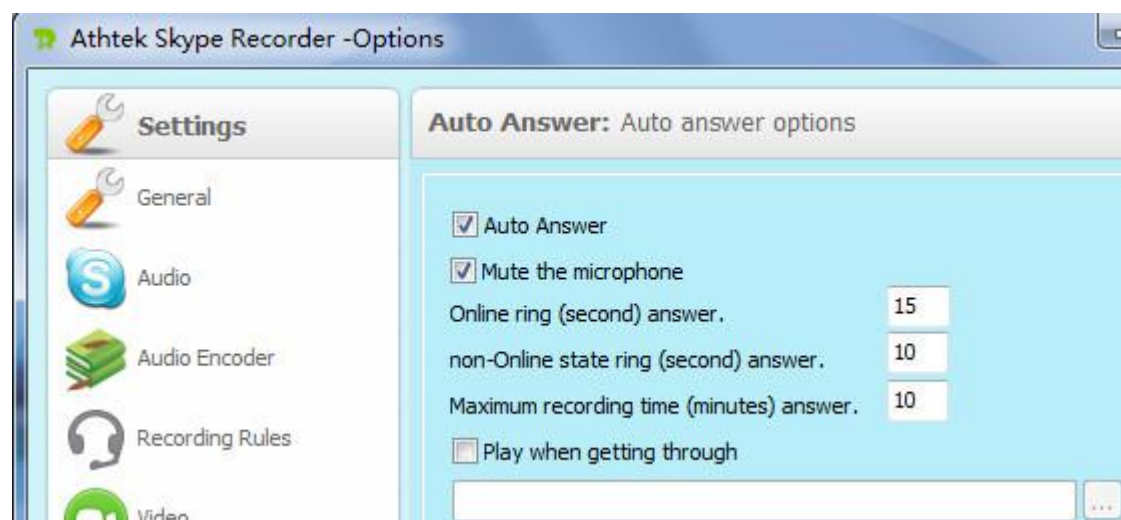 Athtek Skype Recorder -Options
Settings
General
Audio
Audio Encoder
Recording Rules
Video
Auto Answer: Auto answer options
Auto Answer
Mute the microphone
Online ring (second) answer. 15
non-Online state ring (second) answer. 10
Maximum recording time (minutes) answer. 10
Play when getting through
...